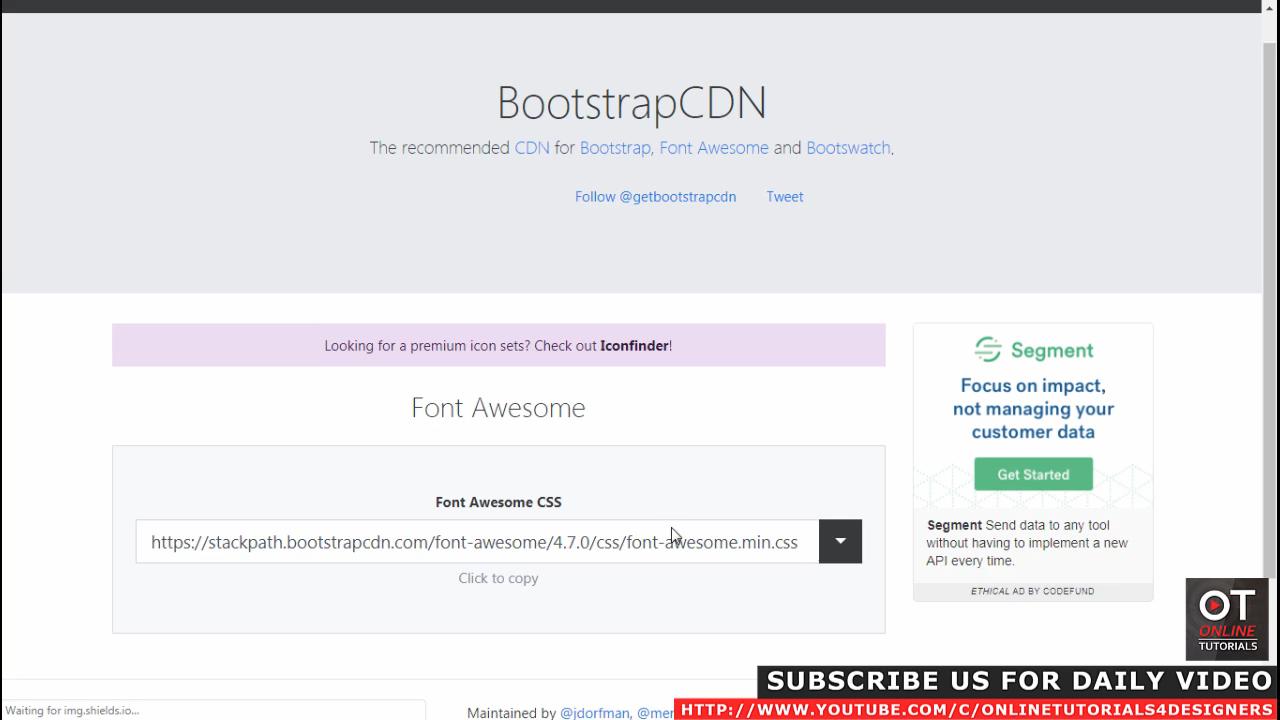 BootstrapCDN
The recommended CDN for Bootstrap, Font Awesome and Bootswatch.
Follow @getbootstrapcdn Tweet
Looking for a premium icon sets? Check out Iconfinder!
Font Awesome
Font Awesome CSS
https://stackpath.bootstrapcdn.com/font-awesome/4.7.0/css/font-awesome.min.css
Click to copy
Segment
Focus on impact,
not managing your
customer data
Get Started
Segment Send data to any tool
without having to implement a new
API every time.
ETHICAL AD BY CODEFUND
OT
ONLINE
TUTORIALS
SUBSCRIBE US FOR DAILY VIDEO
HTTP://WWW.YOUTUBE.COM/C/ONLINETUTORIALS4DESIGNERS
Waiting for img.shields.io...
Maintained by @jdorfman,